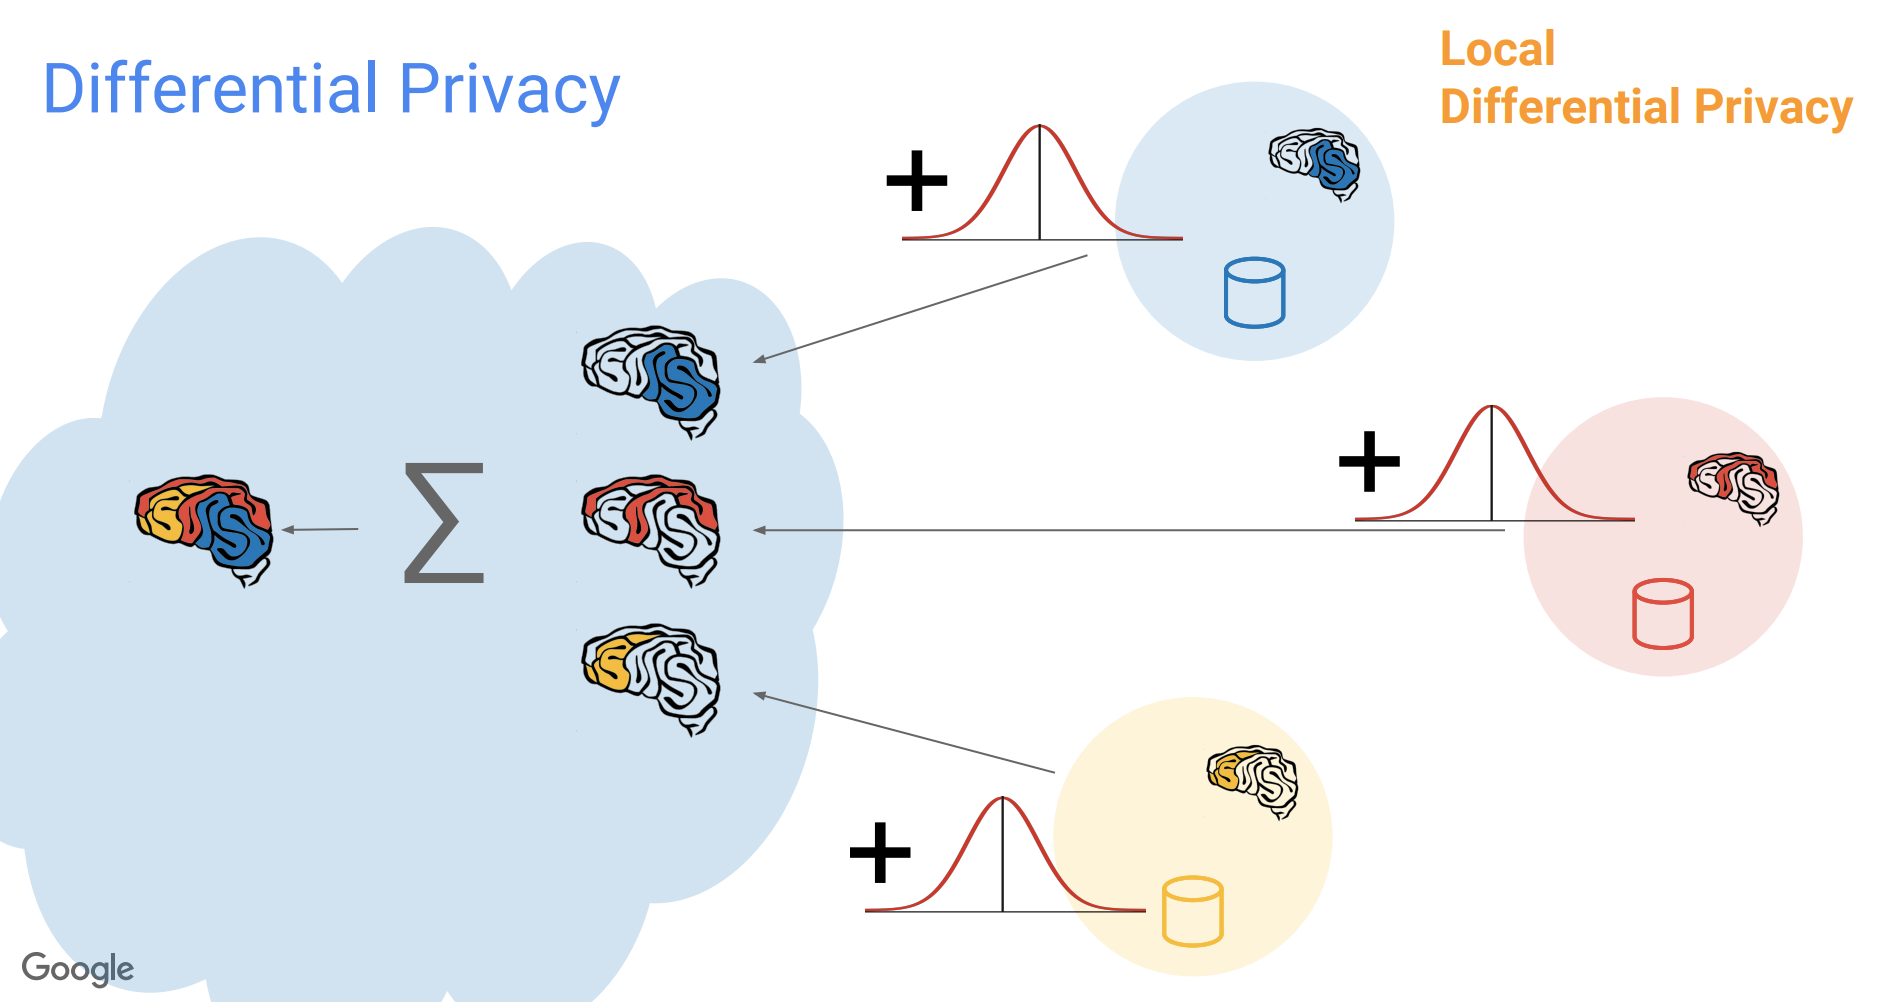 Differential Privacy
Local
Differential Privacy
+
+
∑
+
Google